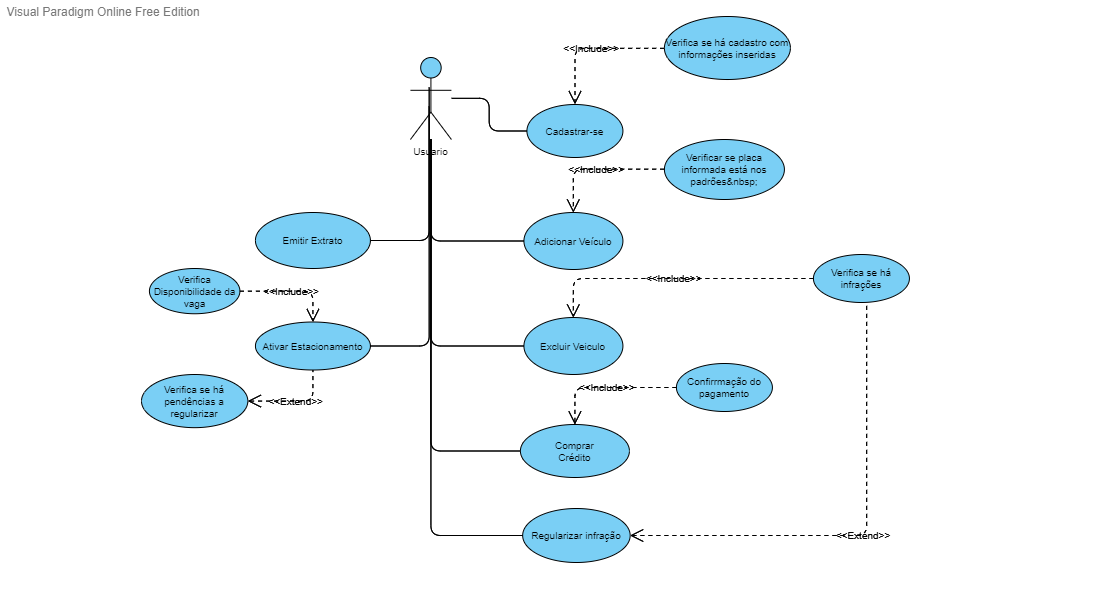 Visual Paradigm Online Free Edition
Verifica se há cadastro com
informações inseridas
<<Include>>
Cadastrar-se
Usuario
Verificar se placa
informada está nos
padrões&nbsp;
<<Include>>
Emitir Extrato
Adicionar Veículo
Verifica se há
infrações
<<Include>>
Verifica
Disponibilidade da
vaga
<<Include>>
Ativar Estacionamento
Excluir Veiculo
Confirrmação do
pagamento
<<Include>>
Verifica se há
pendências a
regularizar
<<Extend>>
Comprar
Crédito
Regularizar infração
<<Extend>>